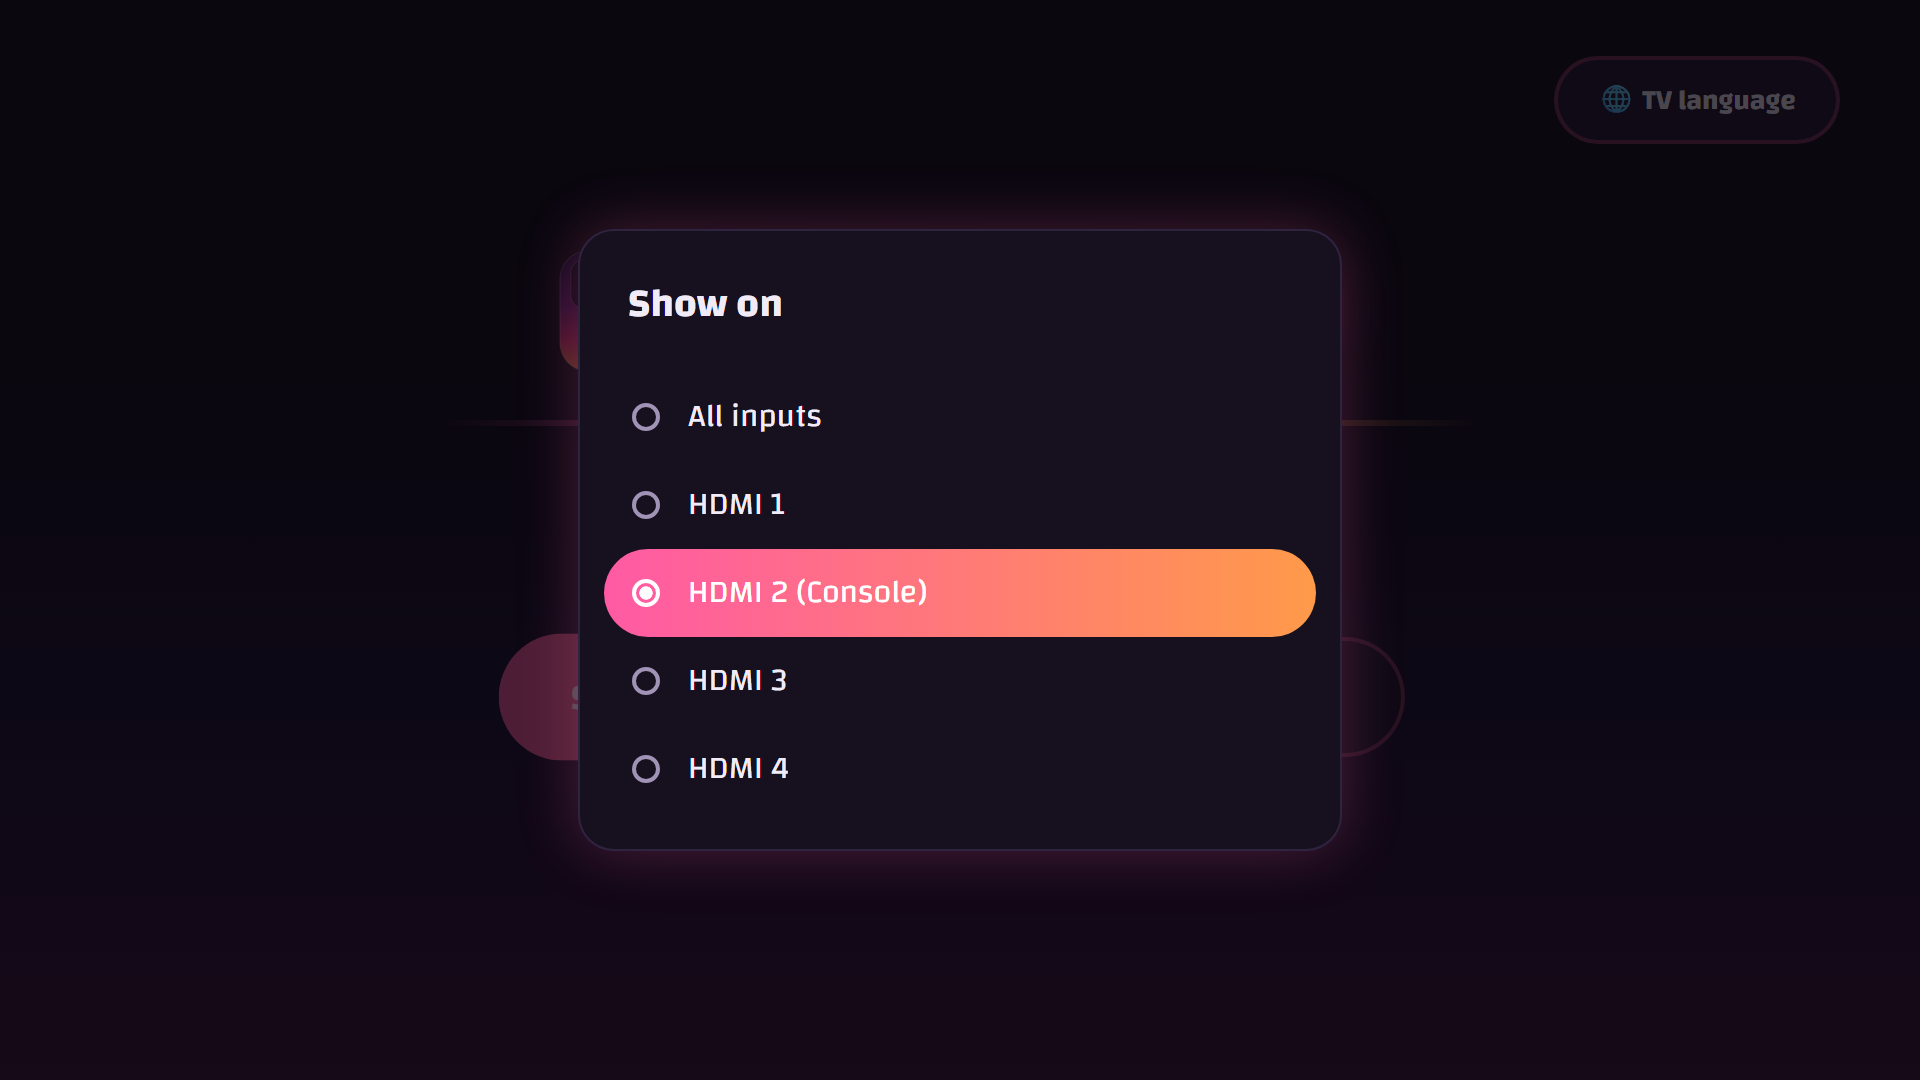 TV language
Show on
All inputs
HDMI 1
HDMI 2 (Console)
HDMI 3
HDMI 4